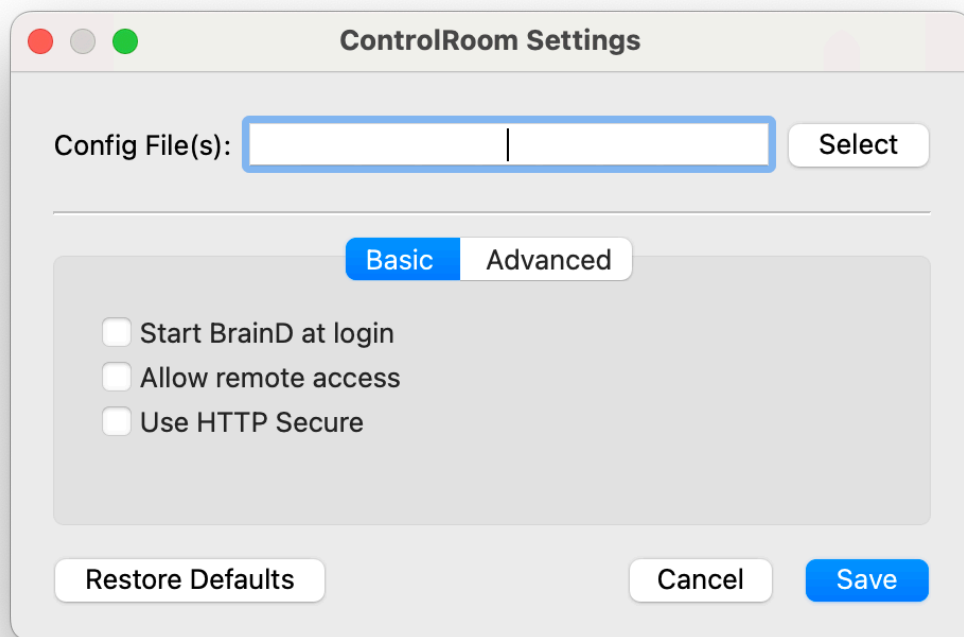 ControlRoom Settings
Config File(s): Select
Basic Advanced
Start BrainD at login
Allow remote access
Use HTTP Secure
Restore Defaults Cancel Save